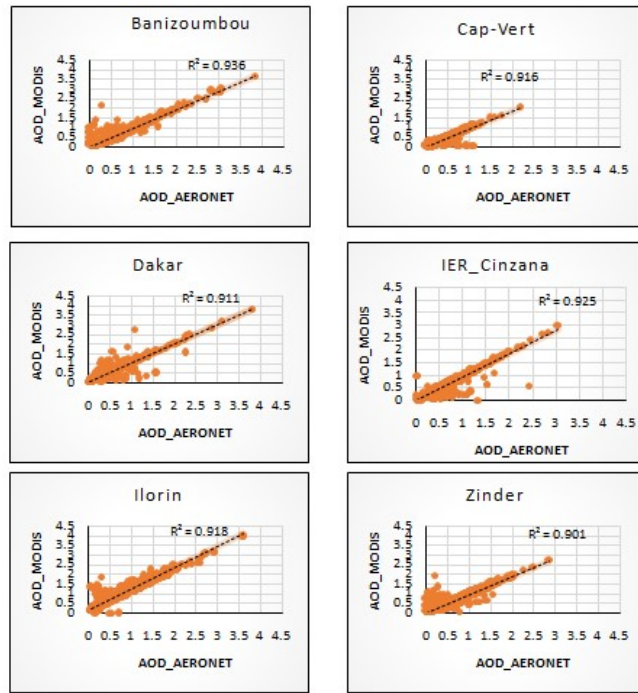 Banizoumbou
4.5
4
3.5
3
2.5
2
1.5
1
0.5
0
AOD_MODIS
R² = 0.936
0 0.5 1 1.5 2 2.5 3 3.5 4 4.5
AOD_AERONET
Cap-Vert
4.5
4
3.5
3
2.5
2
1.5
1
0.5
0
AOD_MODIS
R² = 0.916
0 0.5 1 1.5 2 2.5 3 3.5 4 4.5
AOD_AERONET
Dakar
4.5
4
3.5
3
2.5
2
1.5
1
0.5
0
AOD_MODIS
R² = 0.911
0 0.5 1 1.5 2 2.5 3 3.5 4 4.5
AOD_AERONET
IER_Cinzana
4.5
4
3.5
3
2.5
2
1.5
1
0.5
0
AOD_MODIS
R² = 0.925
0 0.5 1 1.5 2 2.5 3 3.5 4 4.5
AOD_AERONET
Ilorin
4.5
4
3.5
3
2.5
2
1.5
1
0.5
0
AOD_MODIS
R² = 0.918
0 0.5 1 1.5 2 2.5 3 3.5 4 4.5
AOD_AERONET
Zinder
4.5
4
3.5
3
2.5
2
1.5
1
0.5
0
AOD_MODIS
R² = 0.901
0 0.5 1 1.5 2 2.5 3 3.5 4 4.5
AOD_AERONET